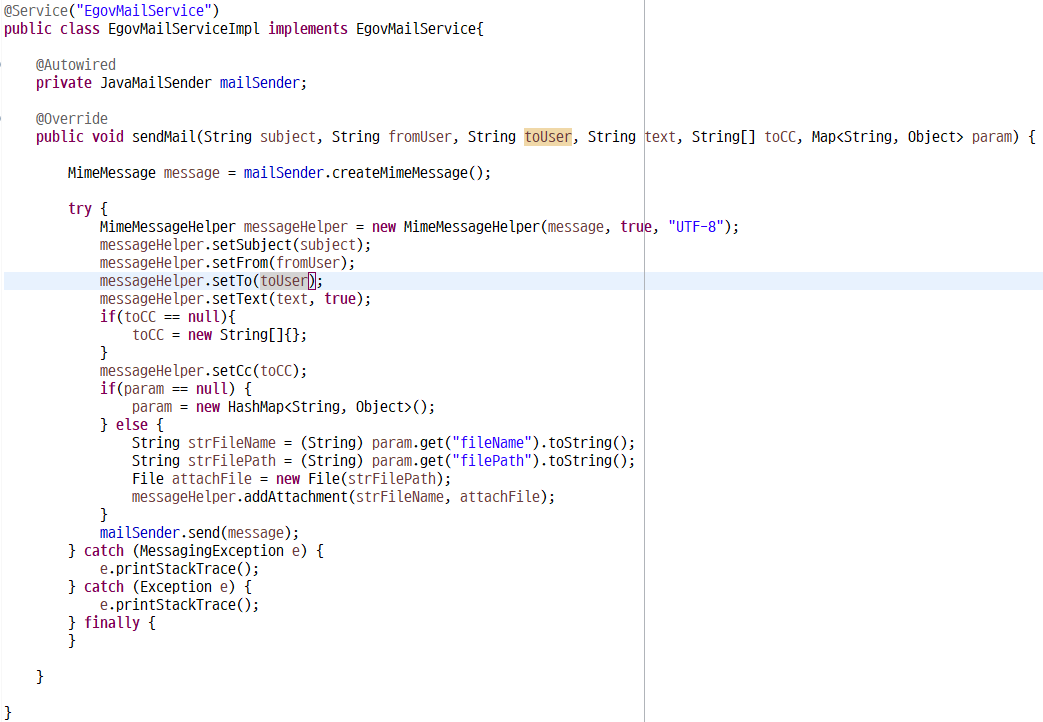 @Service("EgovMailService")
public class EgovMailServiceImpl implements EgovMailService{
@Autowired
private JavaMailSender mailSender;
@Override
public void sendMail(String subject, String fromUser, String toUser, String text, String[] toCC, Map<String, Object> param) {
MimeMessage message = mailSender.createMimeMessage();
try {
MimeMessageHelper messageHelper = new MimeMessageHelper(message, true, "UTF-8");
messageHelper.setSubject(subject);
messageHelper.setFrom(fromUser);
messageHelper.setTo(toUser);
messageHelper.setText(text, true);
if(toCC == null){
toCC = new String[]{};
}
messageHelper.setCc(toCC);
if(param == null) {
param = new HashMap<String, Object>();
} else {
String strFileName = (String) param.get("fileName").toString();
String strFilePath = (String) param.get("filePath").toString();
File attachFile = new File(strFilePath);
messageHelper.addAttachment(strFileName, attachFile);
}
mailSender.send(message);
} catch (MessagingException e) {
e.printStackTrace();
} catch (Exception e) {
e.printStackTrace();
} finally {
}
}
}